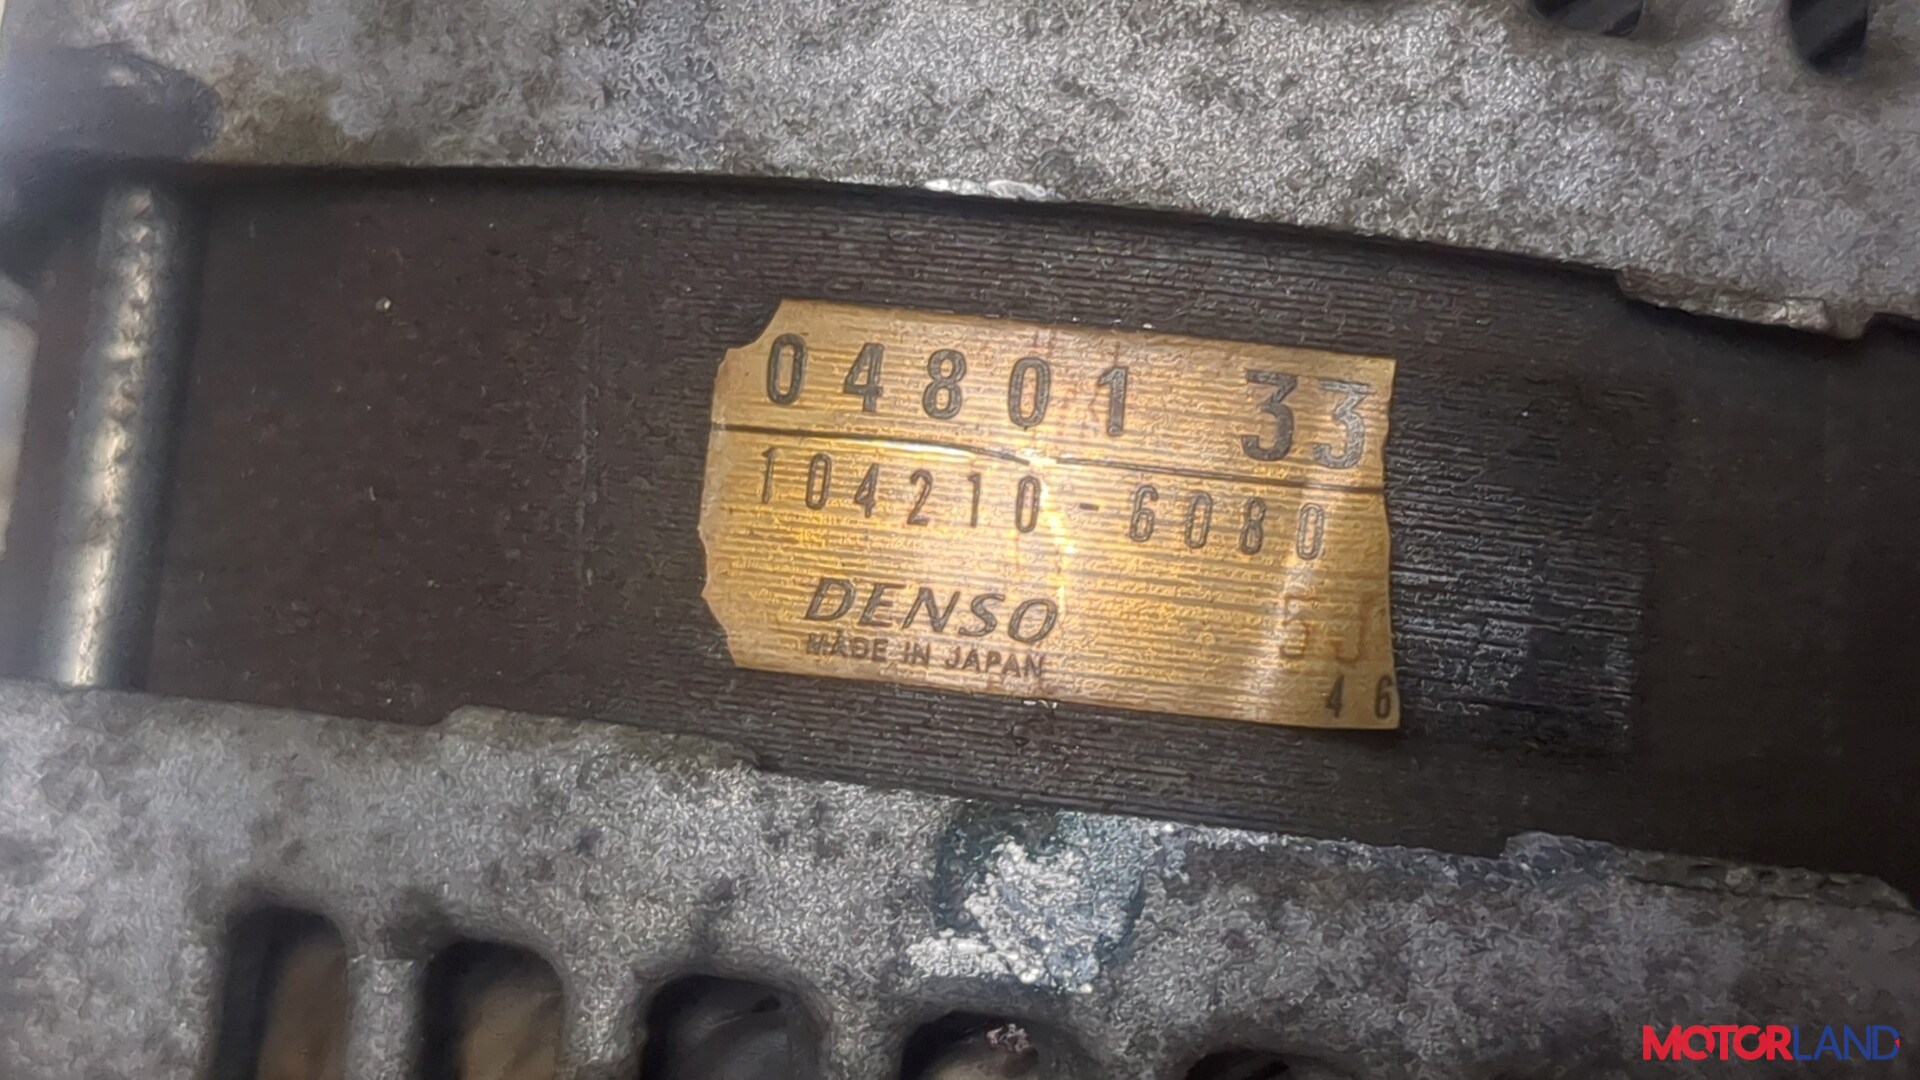 04801 33
104210-6080
DENSO
MADE IN JAPAN
46
MOTORLAND